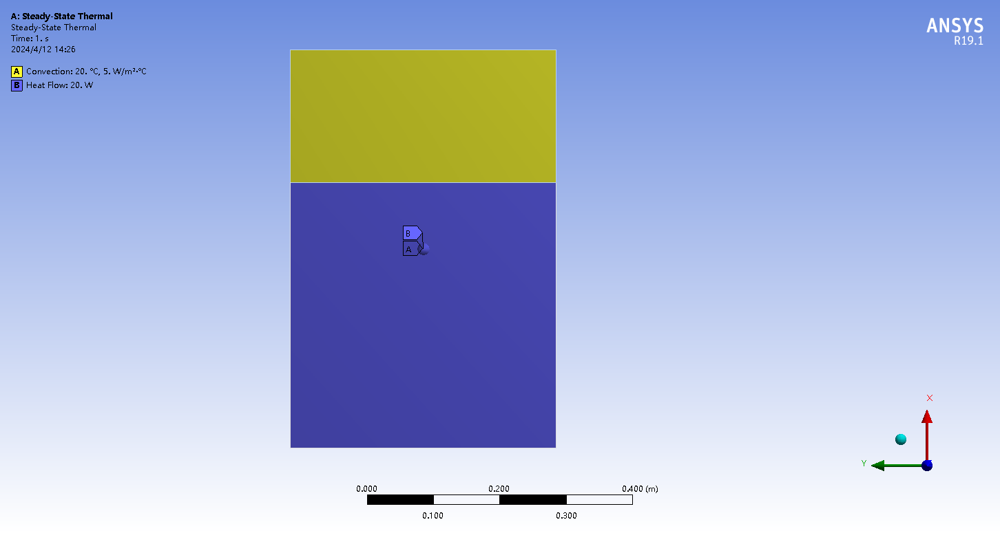 A: Steady-State Thermal
Steady-State Thermal
Time: 1. s
2024/4/12 14:26
A Convection: 20. °C, 5. W/m²·°C
B Heat Flow: 20. W
ANSYS
R19.1
B
A
X
Y
0.000 0.200 0.400 (m)
0.100 0.300